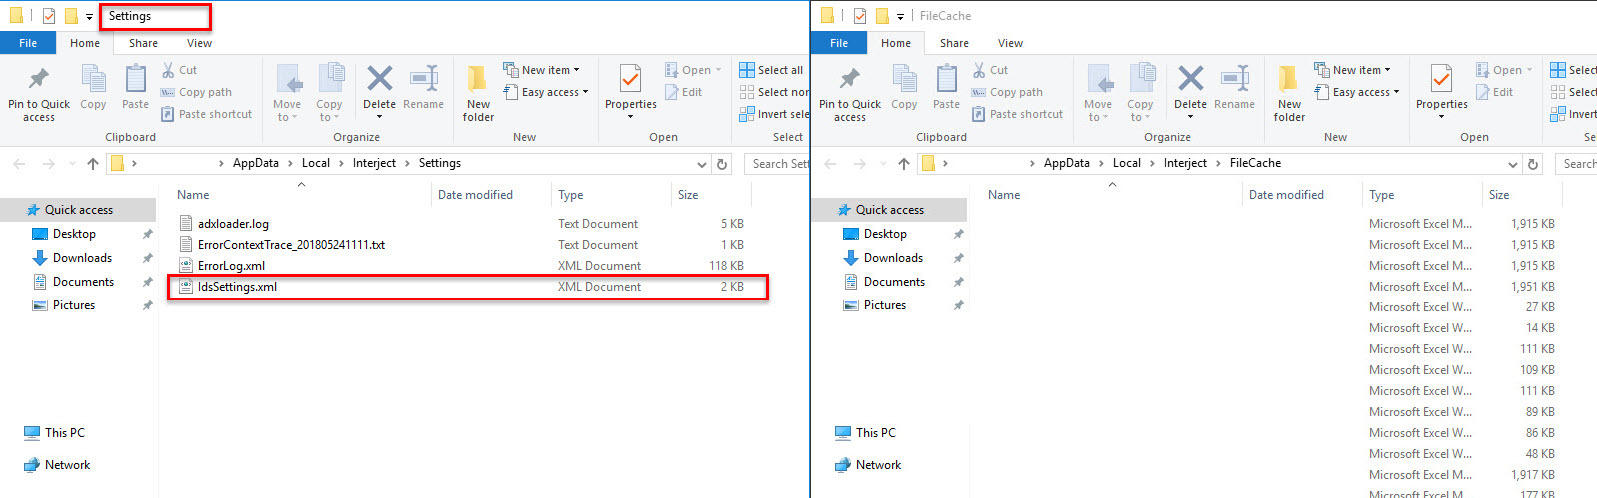 Settings
File Home Share View
Pin to Quick access
Copy
Paste
Cut
Copy path
Paste shortcut
Clipboard
Move to
Copy to
Delete
Rename
Organize
New folder
New item
Easy access
New
Properties
Open
Edit
Open
Select all
Select non
Invert selec
Select
AppData Local Interject Settings
Search Sett
Name Date modified Type Size
Quick access
Desktop
Downloads
Documents
Pictures
This PC
Network
adxloader.log Text Document 5 KB
ErrorContextTrace_201805241111.txt Text Document 1 KB
ErrorLog.xml XML Document 118 KB
IdsSettings.xml XML Document 2 KB
FileCache
File Home Share View
Pin to Quick access
Copy
Paste
Cut
Copy path
Paste shortcut
Clipboard
Move to
Copy to
Delete
Rename
Organize
New folder
New item
Easy access
New
Properties
Open
Edit
Open
Select
Select
Invert s
Sel
AppData Local Interject FileCache
Search
Name Date modified Type Size
Quick access
Desktop
Downloads
Documents
Pictures
This PC
Network
Microsoft Excel M... 1,915 KB
Microsoft Excel M... 1,915 KB
Microsoft Excel M... 1,915 KB
Microsoft Excel M... 1,951 KB
Microsoft Excel W... 27 KB
Microsoft Excel W... 14 KB
Microsoft Excel W... 111 KB
Microsoft Excel W... 109 KB
Microsoft Excel W... 111 KB
Microsoft Excel W... 89 KB
Microsoft Excel W... 86 KB
Microsoft Excel W... 48 KB
Microsoft Excel M... 1,917 KB
Microsoft Excel W... 177 KB